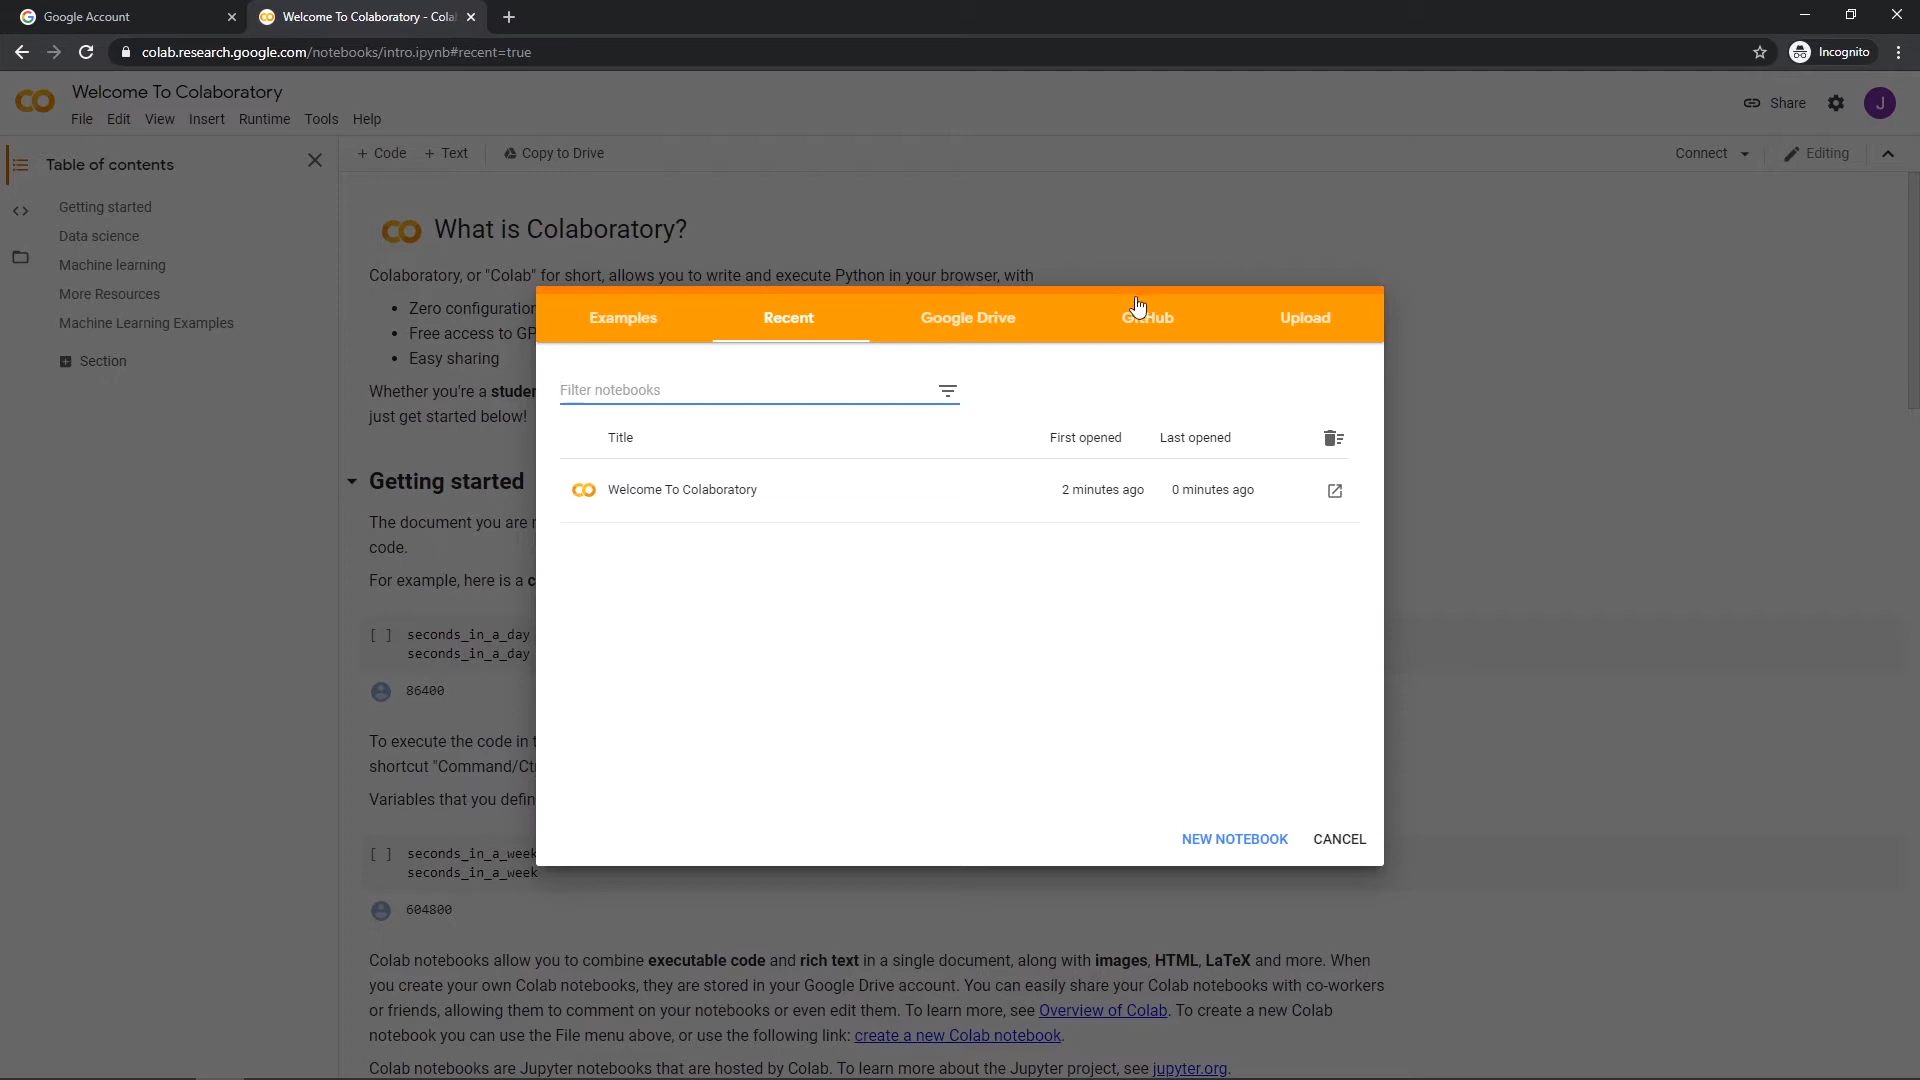 Google Account
Welcome To Colaboratory - Cola
colab.research.google.com/notebooks/intro.ipynb#recent=true
Incognito
Welcome To Colaboratory
File Edit View Insert Runtime Tools Help
Share
J
Table of contents
+ Code + Text Copy to Drive
Connect
Editing
Getting started
Data science
Machine learning
More Resources
Machine Learning Examples
Section
What is Colaboratory?
Colaboratory, or "Colab" for short, allows you to write and execute Python in your browser, with
• Zero configuration
• Free access to GP
• Easy sharing
Whether you're a studen
just get started below!
Getting started
The document you are
code.
For example, here is a
[ ] seconds_in_a_day
seconds_in_a_day
86400
To execute the code in
shortcut "Command/Ct
Variables that you defin
[ ] seconds_in_a_week
seconds_in_a_week
604800
Examples Recent Google Drive GitHub Upload
Filter notebooks
Title First opened Last opened
Welcome To Colaboratory 2 minutes ago 0 minutes ago
NEW NOTEBOOK CANCEL
Colab notebooks allow you to combine executable code and rich text in a single document, along with images, HTML, LaTeX and more. When
you create your own Colab notebooks, they are stored in your Google Drive account. You can easily share your Colab notebooks with co-workers
or friends, allowing them to comment on your notebooks or even edit them. To learn more, see Overview of Colab. To create a new Colab
notebook you can use the File menu above, or use the following link: create a new Colab notebook.
Colab notebooks are Jupyter notebooks that are hosted by Colab. To learn more about the Jupyter project, see jupyter.org.